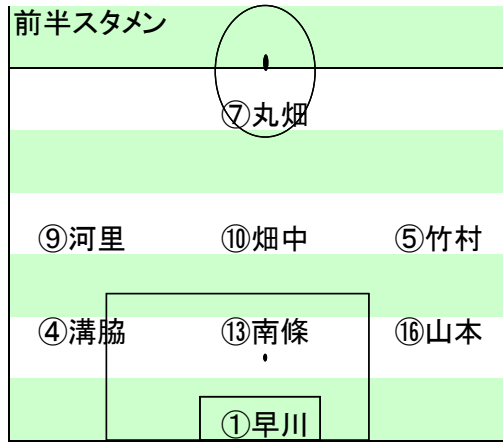 前半スタメン
⑦丸畑
⑨河里 ⑩畑中 ⑤竹村
④溝脇 ⑬南條 ⑯山本
①早川